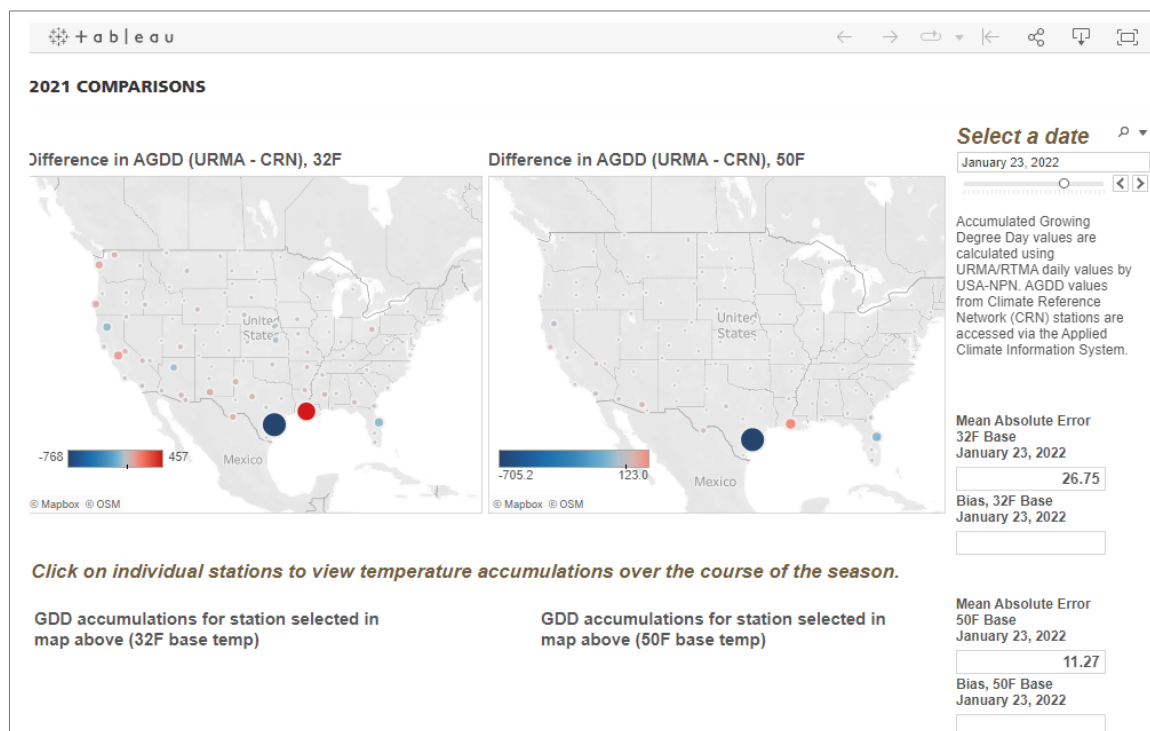 + a b | e a u
2021 COMPARISONS
Difference in AGDD (URMA - CRN), 32F
Difference in AGDD (URMA - CRN), 50F
Select a date
January 23, 2022
Accumulated Growing
Degree Day values are
calculated using
URMA/RTMA daily values by
USA-NPN. AGDD values
from Climate Reference
Network (CRN) stations are
accessed via the Applied
Climate Information System.
United
States
Mexico
-768
457
© Mapbox © OSM
United
States
Mexico
-705.2
123.0
© Mapbox © OSM
Mean Absolute Error
32F Base
January 23, 2022
26.75
Bias, 32F Base
January 23, 2022
Click on individual stations to view temperature accumulations over the course of the season.
GDD accumulations for station selected in
map above (32F base temp)
GDD accumulations for station selected in
map above (50F base temp)
Mean Absolute Error
50F Base
January 23, 2022
11.27
Bias, 50F Base
January 23, 2022